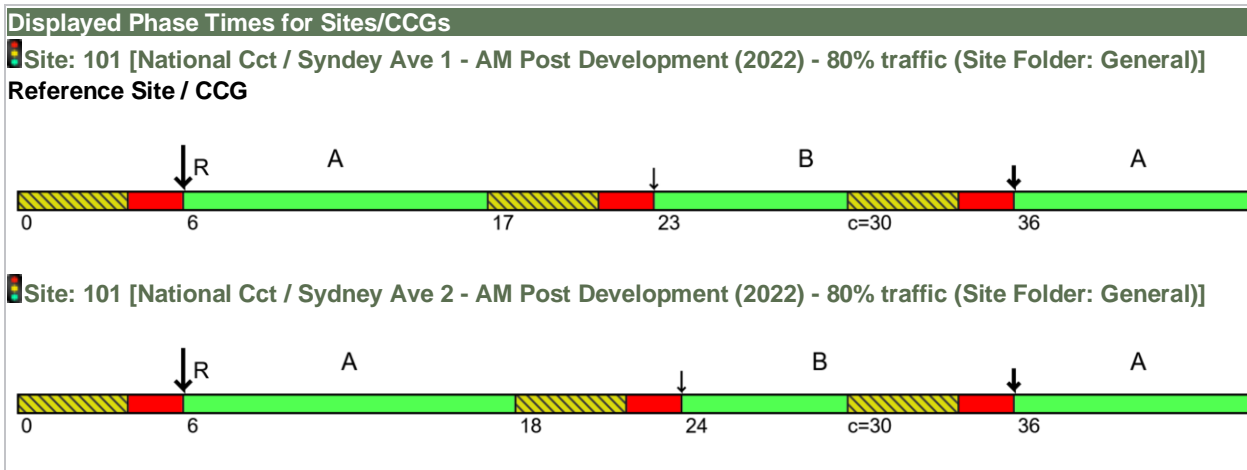 Displayed Phase Times for Sites/CCGs
Site: 101 [National Cct / Syndey Ave 1 - AM Post Development (2022) - 80% traffic (Site Folder: General)]
Reference Site / CCG
R A B A
0 6 17 23 c=30 36
Site: 101 [National Cct / Sydney Ave 2 - AM Post Development (2022) - 80% traffic (Site Folder: General)]
R A B A
0 6 18 24 c=30 36